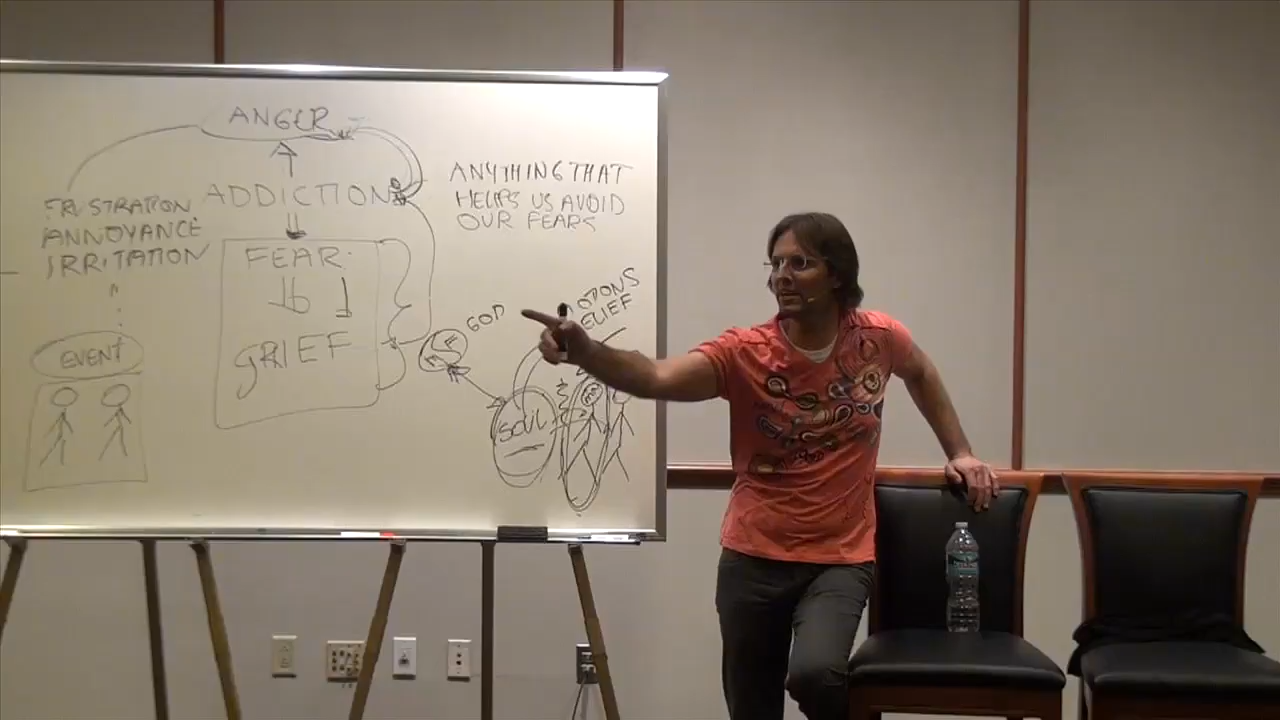 ANGER
ADDICTION
ANYTHING THAT
HELPS US AVOID
OUR FEARS
FRUSTRATION
ANNOYANCE
IRRITATION
FEAR
GRIEF
EVENT
GOD
SOUL